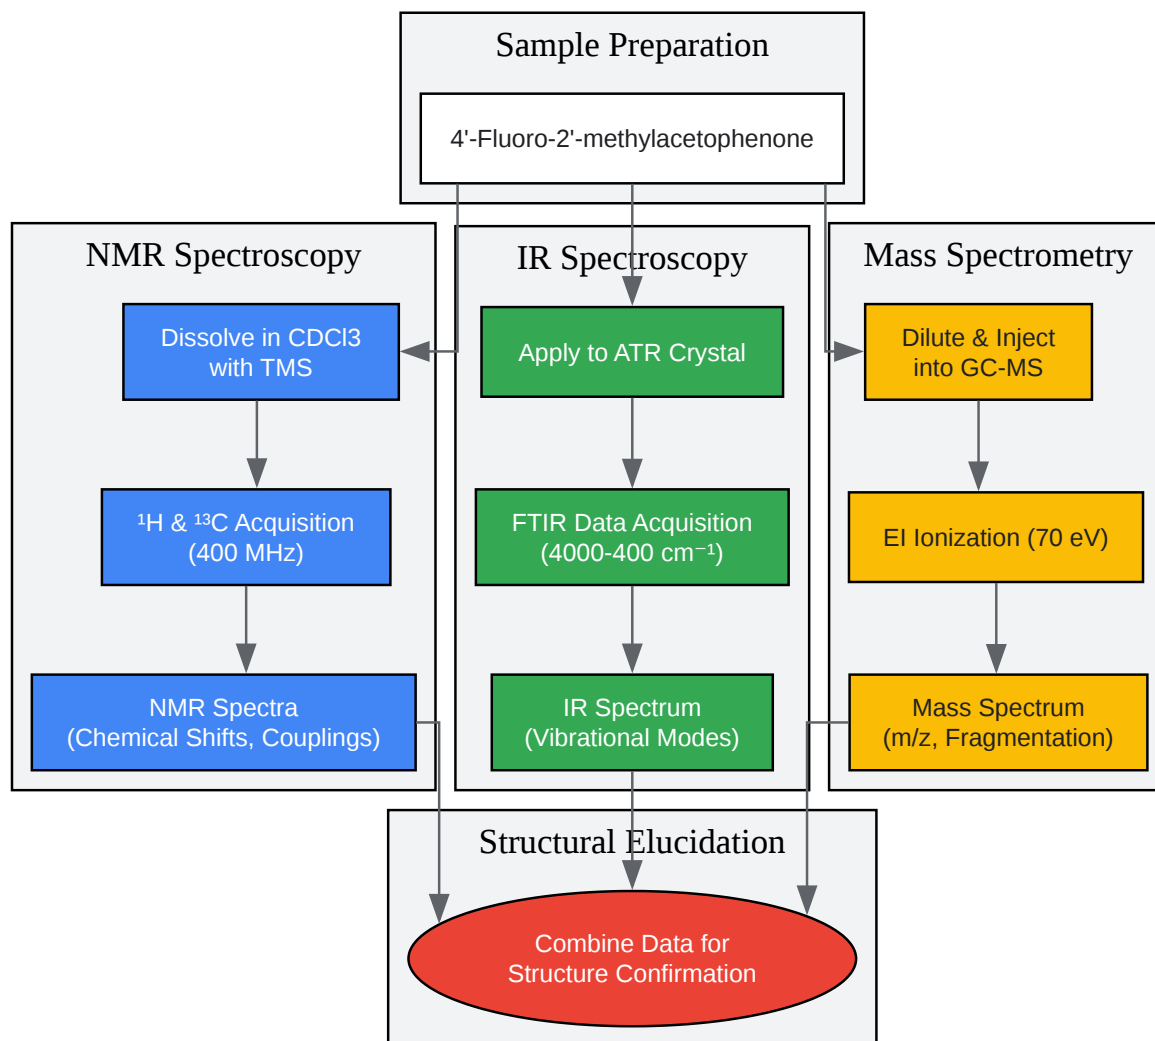 Sample Preparation
4'-Fluoro-2'-methylacetophenone
NMR Spectroscopy
Dissolve in CDCl3
with TMS
¹H & ¹³C Acquisition
(400 MHz)
NMR Spectra
(Chemical Shifts, Couplings)
IR Spectroscopy
Apply to ATR Crystal
FTIR Data Acquisition
(4000-400 cm⁻¹)
IR Spectrum
(Vibrational Modes)
Mass Spectrometry
Dilute & Inject
into GC-MS
EI Ionization (70 eV)
Mass Spectrum
(m/z, Fragmentation)
Structural Elucidation
Combine Data for
Structure Confirmation